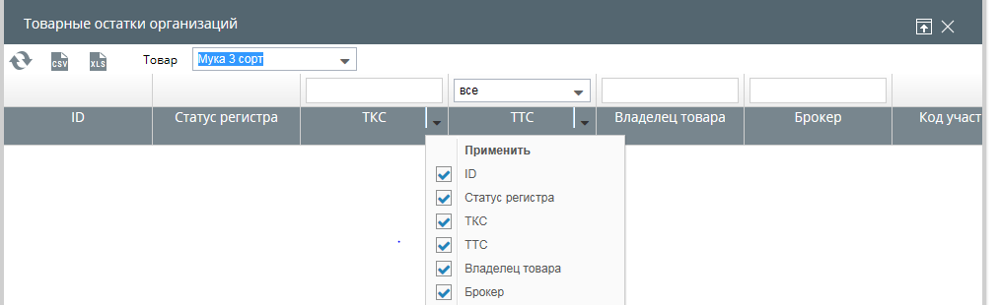 Товарные остатки организаций
CSV XLS Товар Мука 3 сорт
все
ID Статус регистра ТКС ТТС Владелец товара Брокер Код участ
Применить
ID
Статус регистра
ТКС
ТТС
Владелец товара
Брокер